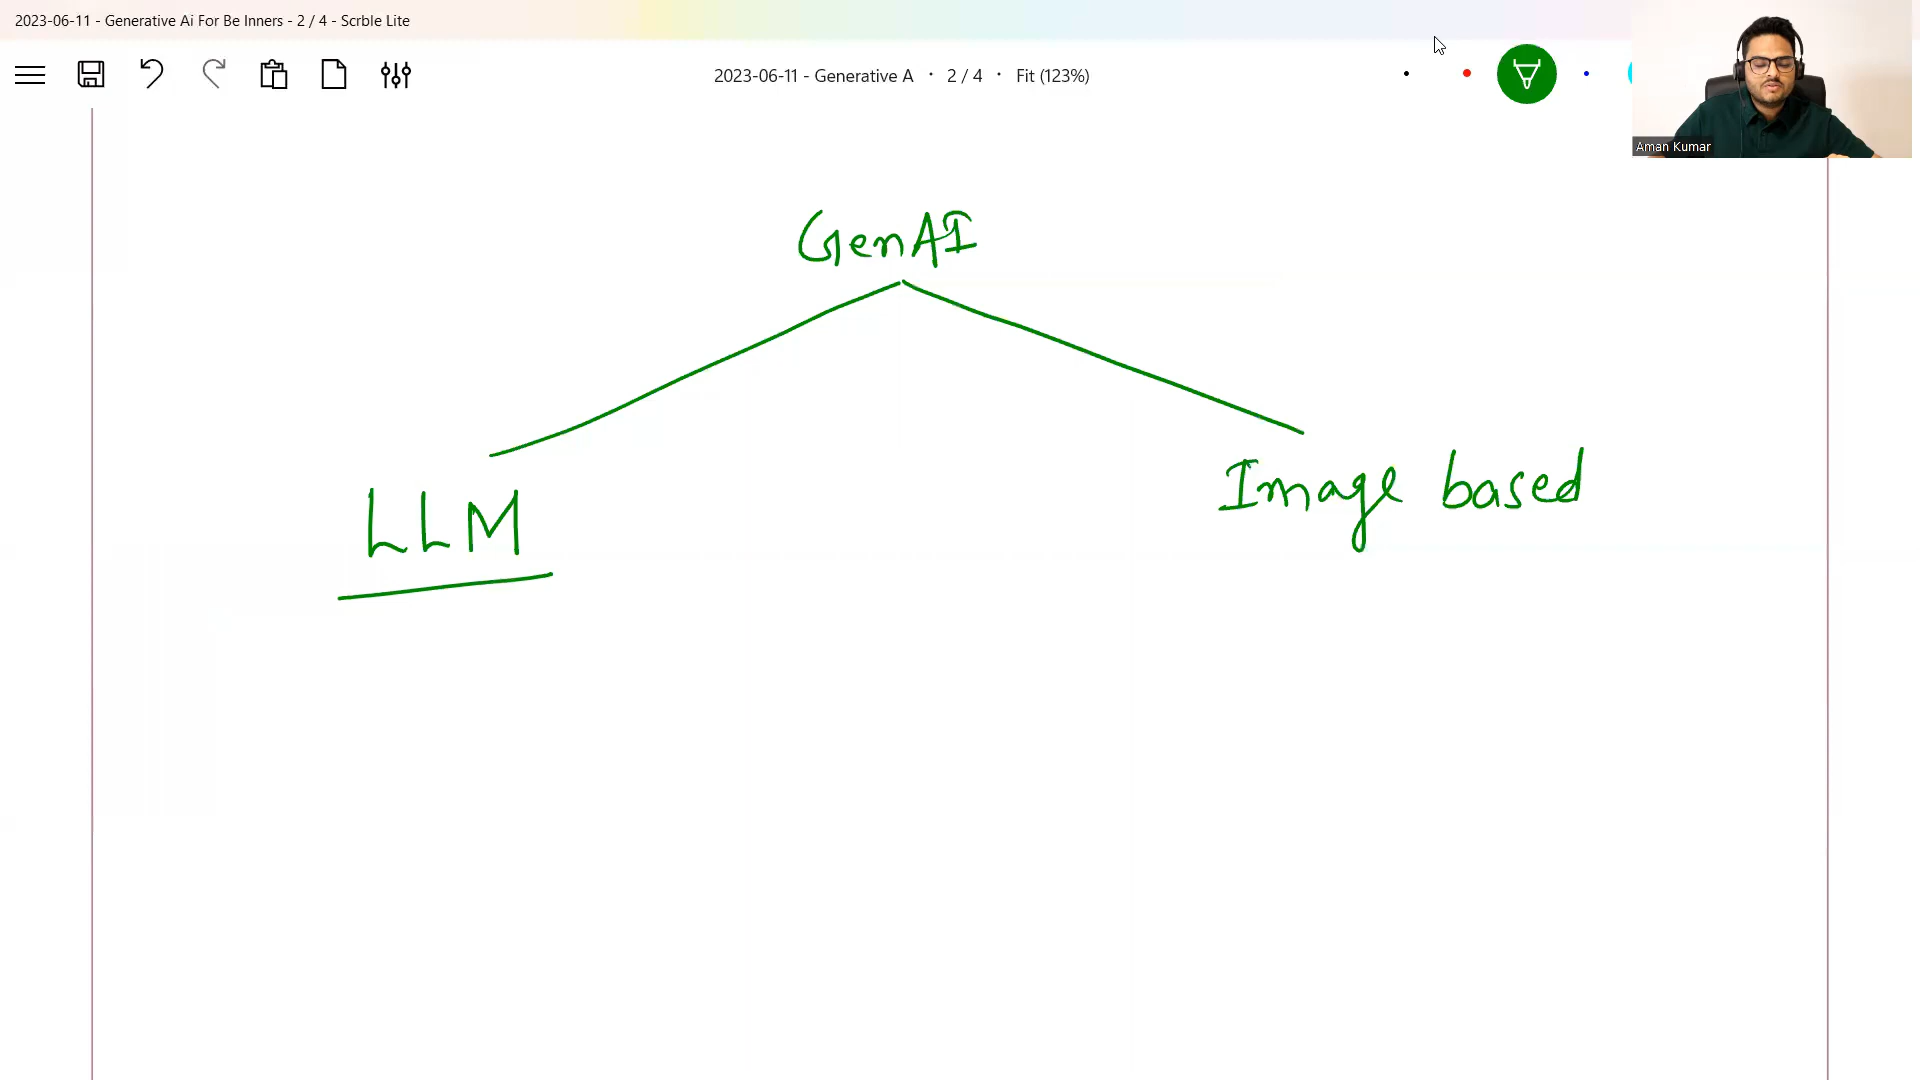 2023-06-11 - Generative Ai For Be Inners - 2 / 4 - Scrble Lite
2023-06-11 - Generative A · 2 / 4 · Fit (123%)
Aman Kumar
GenAI
LLM
Image based